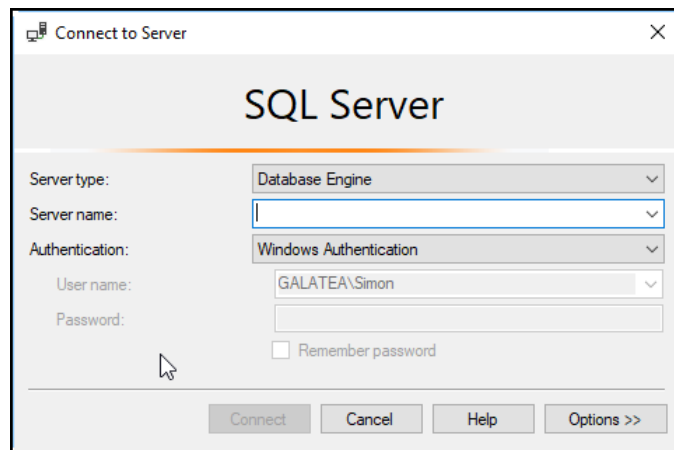 Connect to Server
SQL Server
Server type: Database Engine
Server name:
Authentication: Windows Authentication
User name: GALATEA\Simon
Password:
Remember password
Connect Cancel Help Options >>